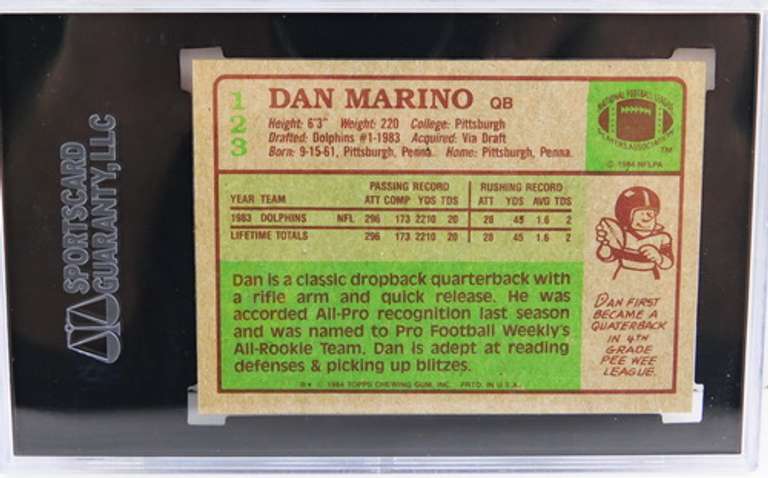 SPORTSCARD
GUARANTY, LLC
123
DAN MARINO QB
Height: 6'3" Weight: 220 College: Pittsburgh
Drafted: Dolphins #1-1983 Acquired: Via Draft
Born: 9-15-61, Pittsburgh, Penna. Home: Pittsburgh, Penna.
NATIONAL FOOTBALL LEAGUE
PLAYERS ASSOCIATION
TM
© 1984 NFLPA
PASSING RECORD RUSHING RECORD
YEAR TEAM ATT COMP YDS TDS ATT YDS AVG TDS
1983 DOLPHINS NFL 296 173 2210 20 28 45 1.6 2
LIFETIME TOTALS 296 173 2210 20 28 45 1.6 2
Dan is a classic dropback quarterback with
a rifle arm and quick release. He was
accorded All-Pro recognition last season
and was named to Pro Football Weekly's
All-Rookie Team. Dan is adept at reading
defenses & picking up blitzes.
DAN FIRST
BECAME A
QUATERBACK
IN 4TH
GRADE
PEE WEE
LEAGUE.
© 1984 TOPPS CHEWING GUM, INC. PRTD. IN U.S.A.